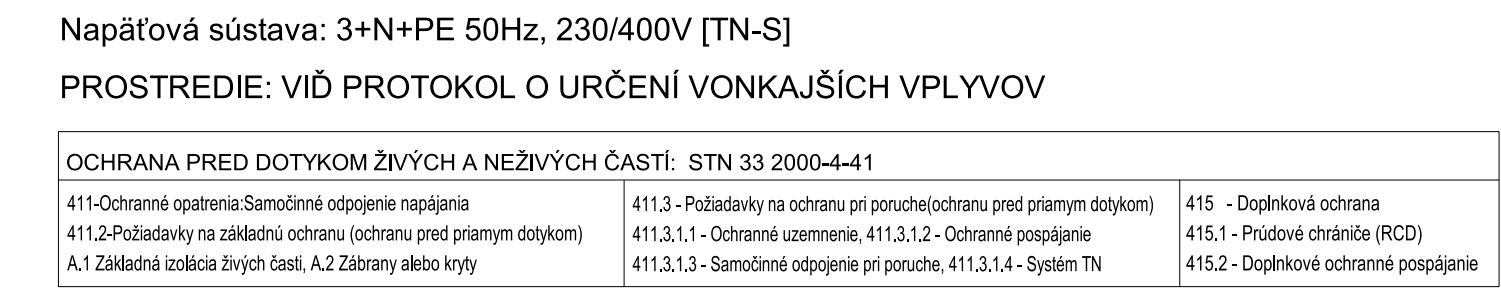 Napäťová sústava: 3+N+PE 50Hz, 230/400V [TN-S]
PROSTREDIE: VIĎ PROTOKOL O URČENÍ VONKAJŠÍCH VPLYVOV
OCHRANA PRED DOTYKOM ŽIVÝCH A NEŽIVÝCH ČASTÍ: STN 33 2000-4-41
411-Ochranné opatrenia:Samočinné odpojenie napájania
411.2-Požiadavky na základnú ochranu (ochranu pred priamym dotykom)
A.1 Základná izolácia živých časti, A.2 Zábrany alebo kryty
411.3 - Požiadavky na ochranu pri poruche(ochranu pred priamym dotykom)
411.3.1.1 - Ochranné uzemnenie, 411.3.1.2 - Ochranné pospájanie
411.3.1.3 - Samočinné odpojenie pri poruche, 411.3.1.4 - Systém TN
415 - Doplnková ochrana
415.1 - Prúdové chrániče (RCD)
415.2 - Doplnkové ochranné pospájanie